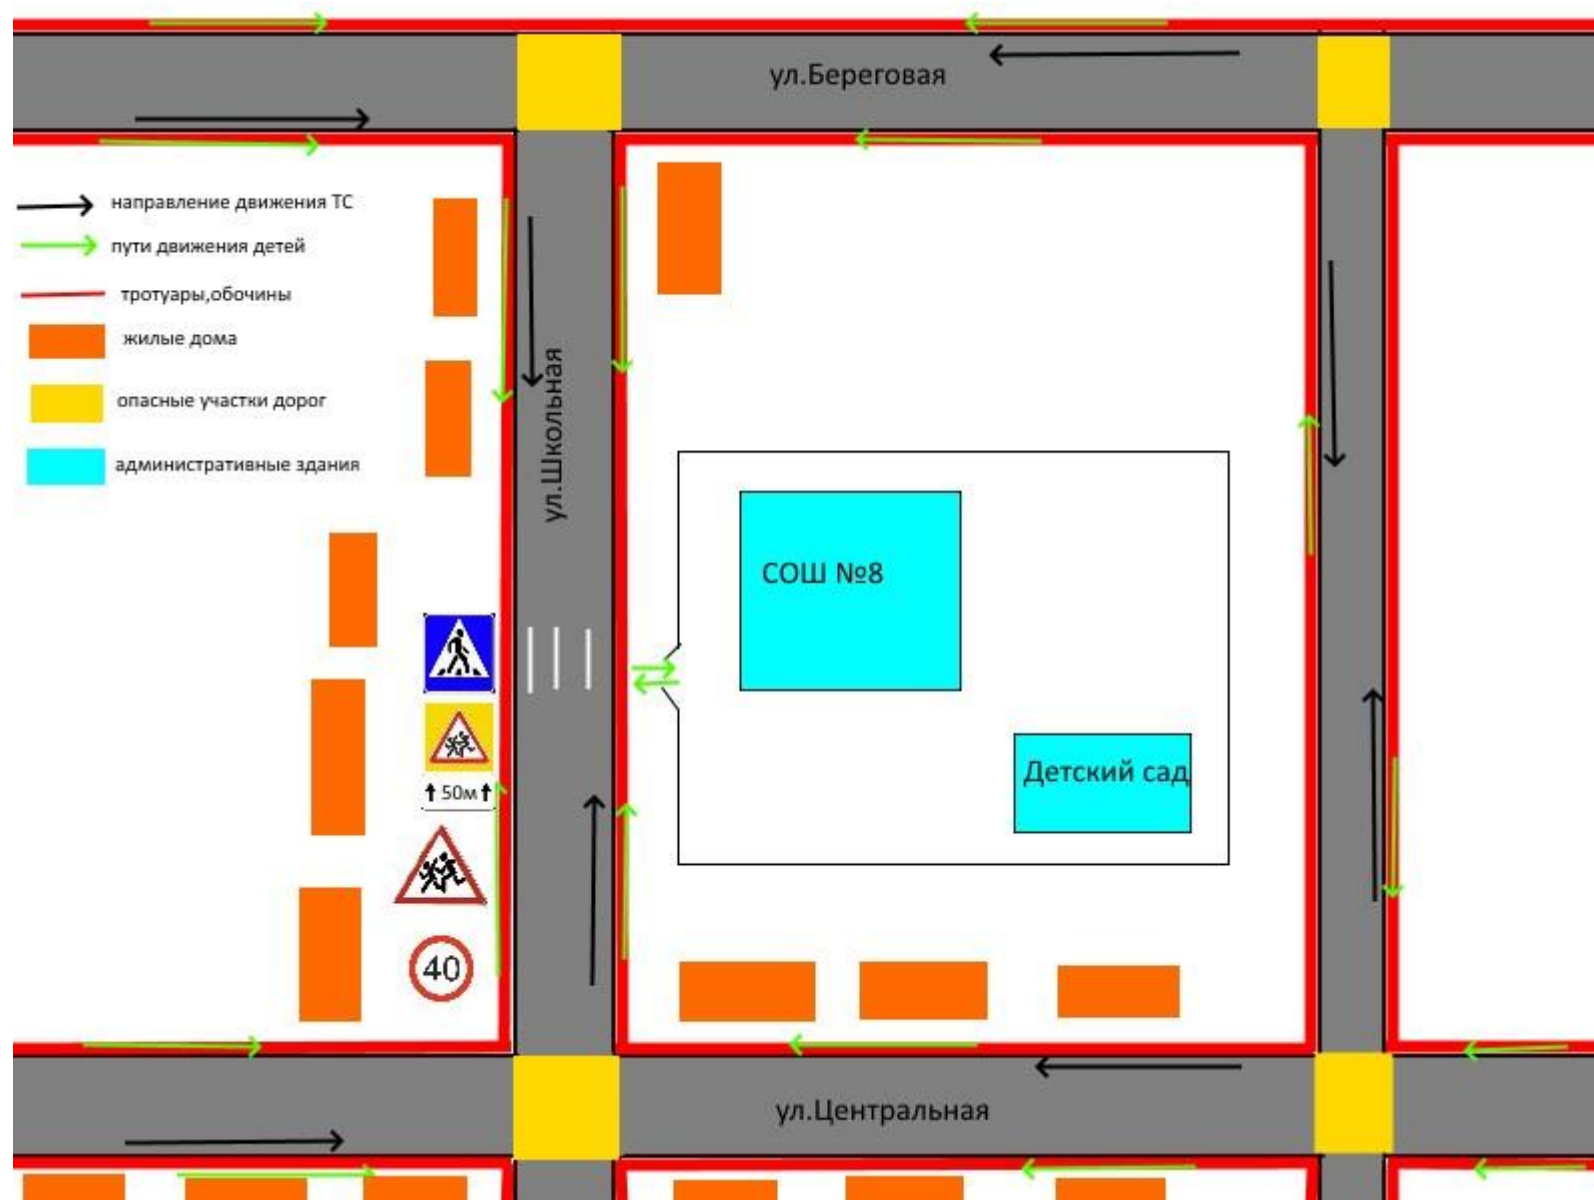 ул.Береговая
направление движения ТС
пути движения детей
тротуары,обочины
жилые дома
опасные участки дорог
административные здания
ул.Школьная
СОШ №8
Детский сад
50м
40
ул.Центральная